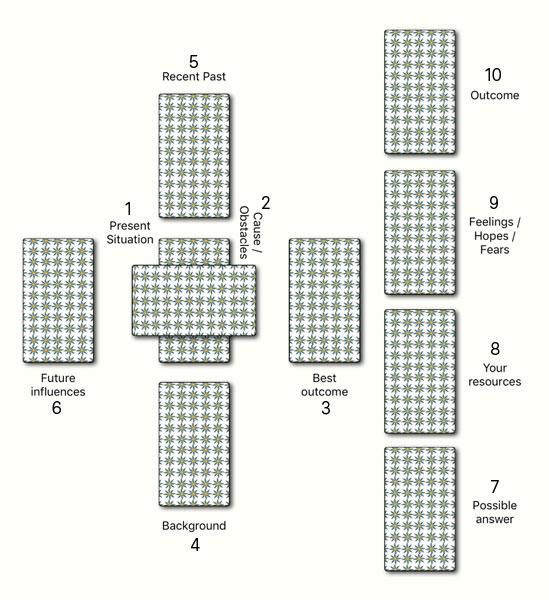 5
Recent Past
1
Present
Situation
2
Cause /
Obstacles
Future
influences
6
Best
outcome
3
Background
4
10
Outcome
9
Feelings /
Hopes /
Fears
8
Your
resources
7
Possible
answer